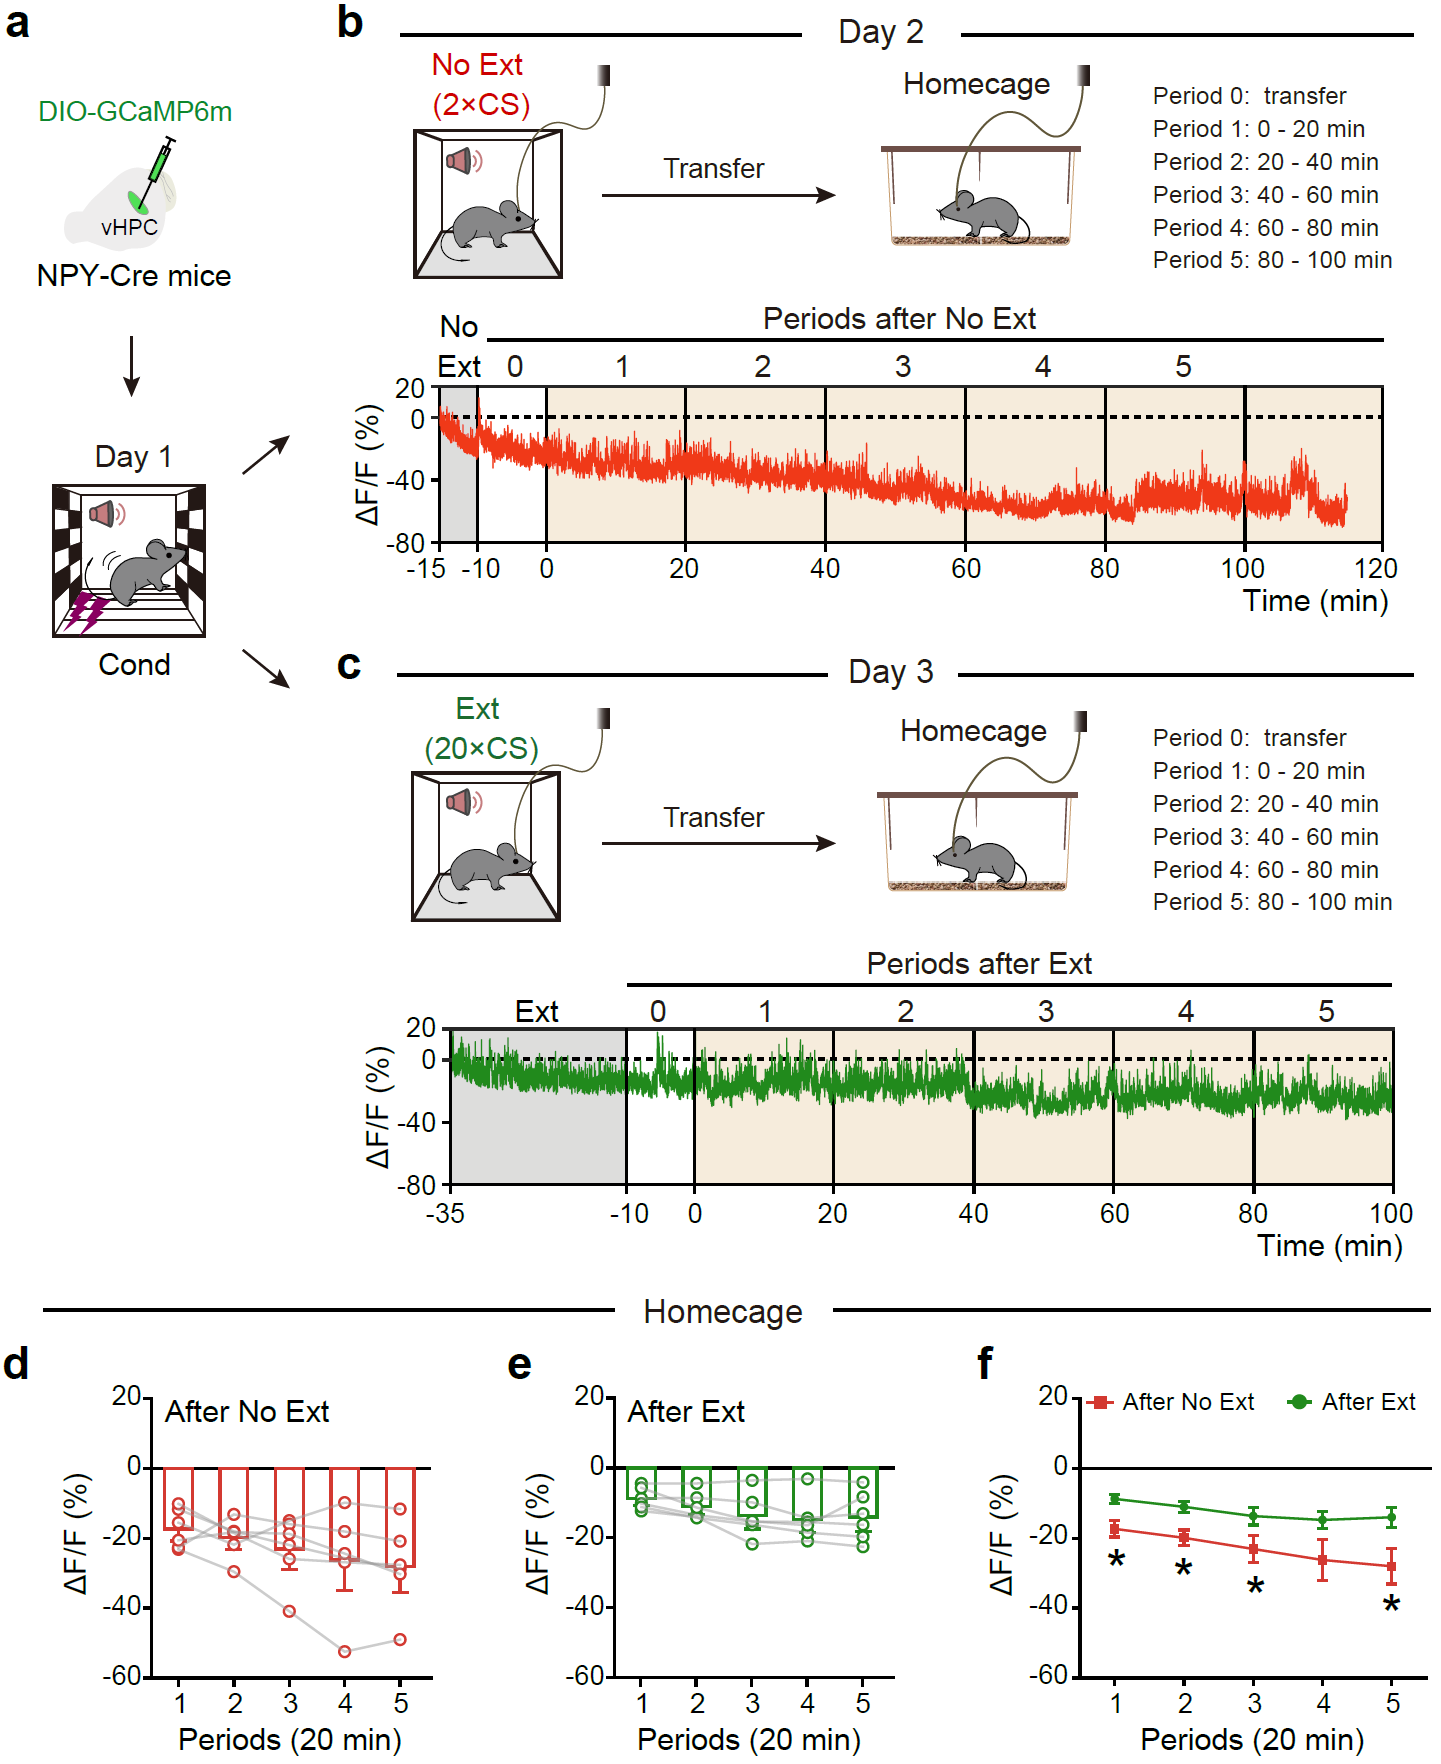 a
DIO-GCaMP6m
vHPC
NPY-Cre mice
Day 1
Cond
b
Day 2
No Ext
(2×CS)
Transfer
Homecage
Period 0: transfer
Period 1: 0 - 20 min
Period 2: 20 - 40 min
Period 3: 40 - 60 min
Period 4: 60 - 80 min
Period 5: 80 - 100 min
No
Ext
Periods after No Ext
0 1 2 3 4 5
20
0
-40
-80
ΔF/F (%)
-15 -10 0 20 40 60 80 100 120
Time (min)
c
Day 3
Ext
(20×CS)
Transfer
Homecage
Period 0: transfer
Period 1: 0 - 20 min
Period 2: 20 - 40 min
Period 3: 40 - 60 min
Period 4: 60 - 80 min
Period 5: 80 - 100 min
Periods after Ext
Ext 0 1 2 3 4 5
20
0
-40
-80
ΔF/F (%)
-35 -10 0 20 40 60 80 100
Time (min)
Homecage
d
After No Ext
20
0
-20
-40
-60
ΔF/F (%)
1 2 3 4 5
Periods (20 min)
e
After Ext
20
0
-20
-40
-60
ΔF/F (%)
1 2 3 4 5
Periods (20 min)
f
After No Ext After Ext
20
0
-20
-40
-60
ΔF/F (%)
* * * *
1 2 3 4 5
Periods (20 min)